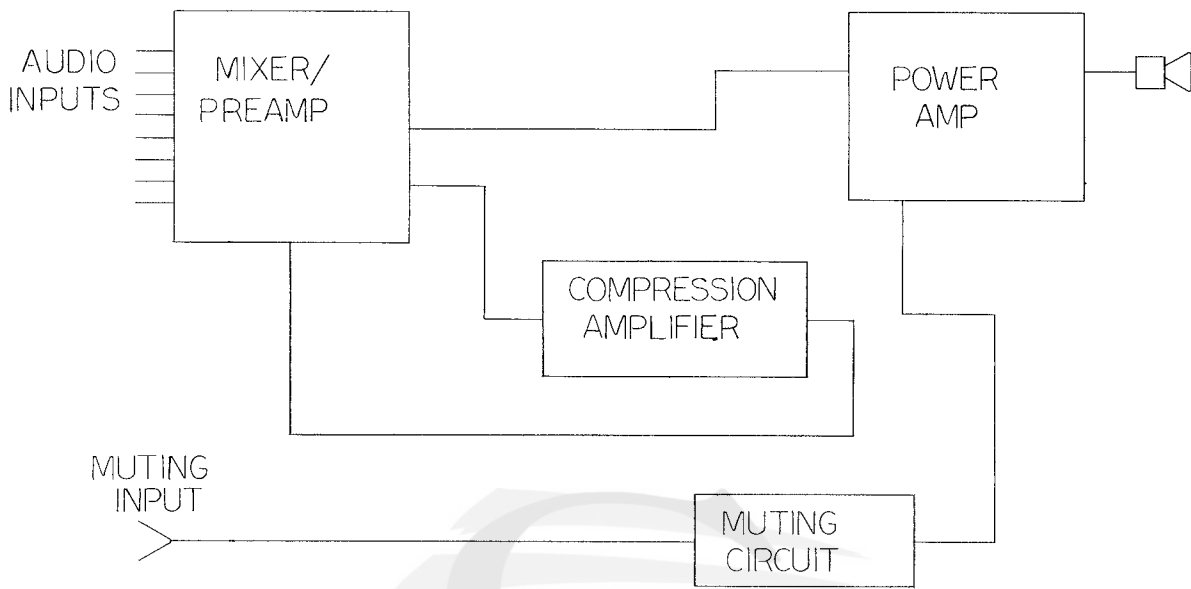 AUDIO
INPUTS
MIXER/
PREAMP
POWER
AMP
COMPRESSION
AMPLIFIER
MUTING
INPUT
MUTING
CIRCUIT